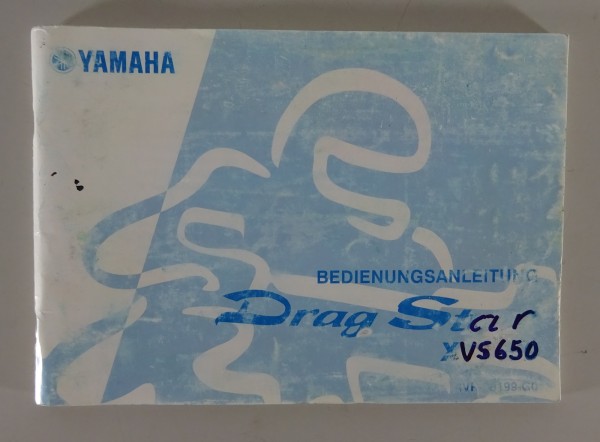 YAMAHA
BEDIENUNGSANLEITUNG
Drag Star
XVS650